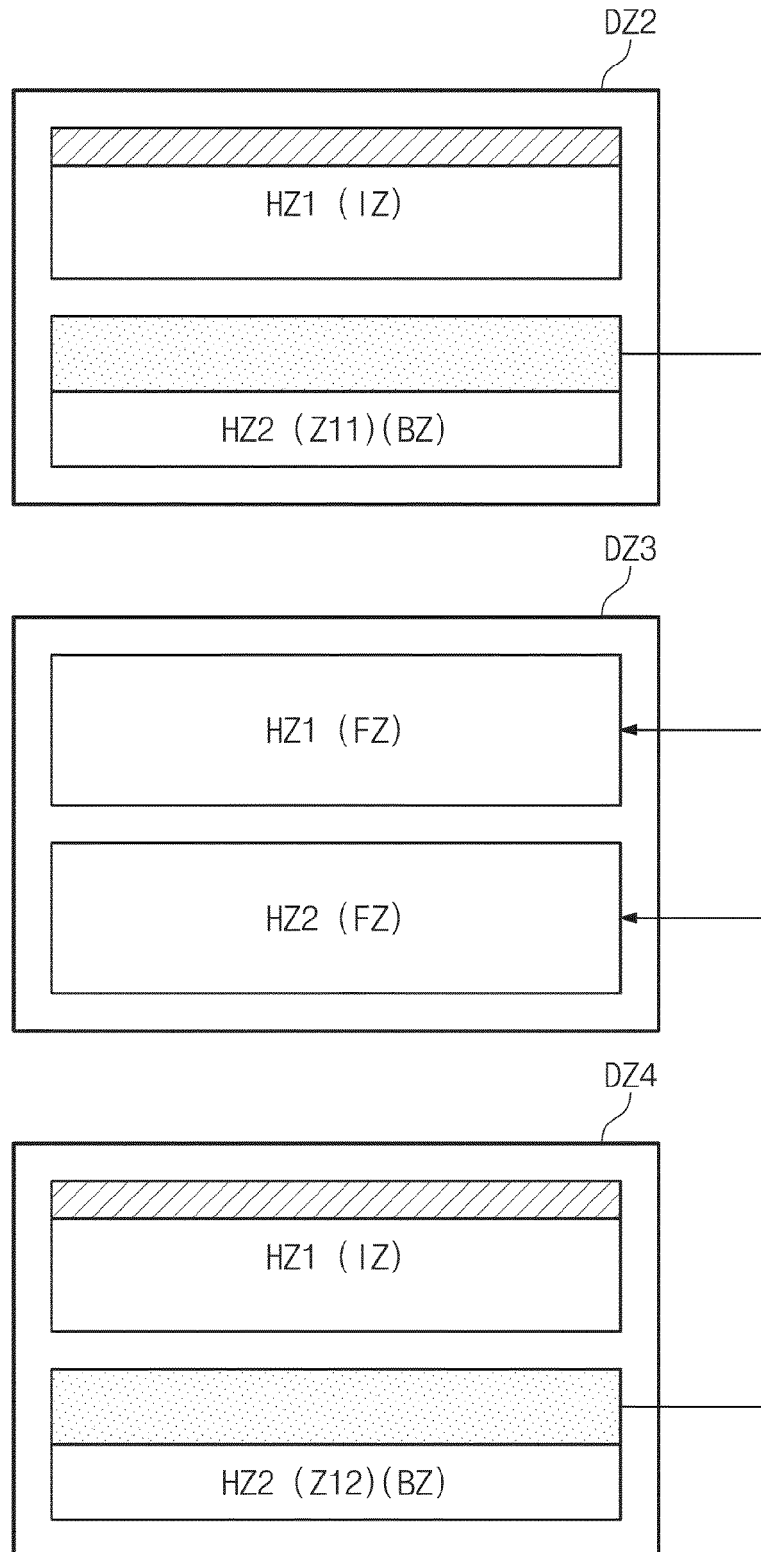 DZ2
HZ1 (IZ)
HZ2 (Z11)(BZ)
DZ3
HZ1 (FZ)
HZ2 (FZ)
DZ4
HZ1 (IZ)
HZ2 (Z12)(BZ)